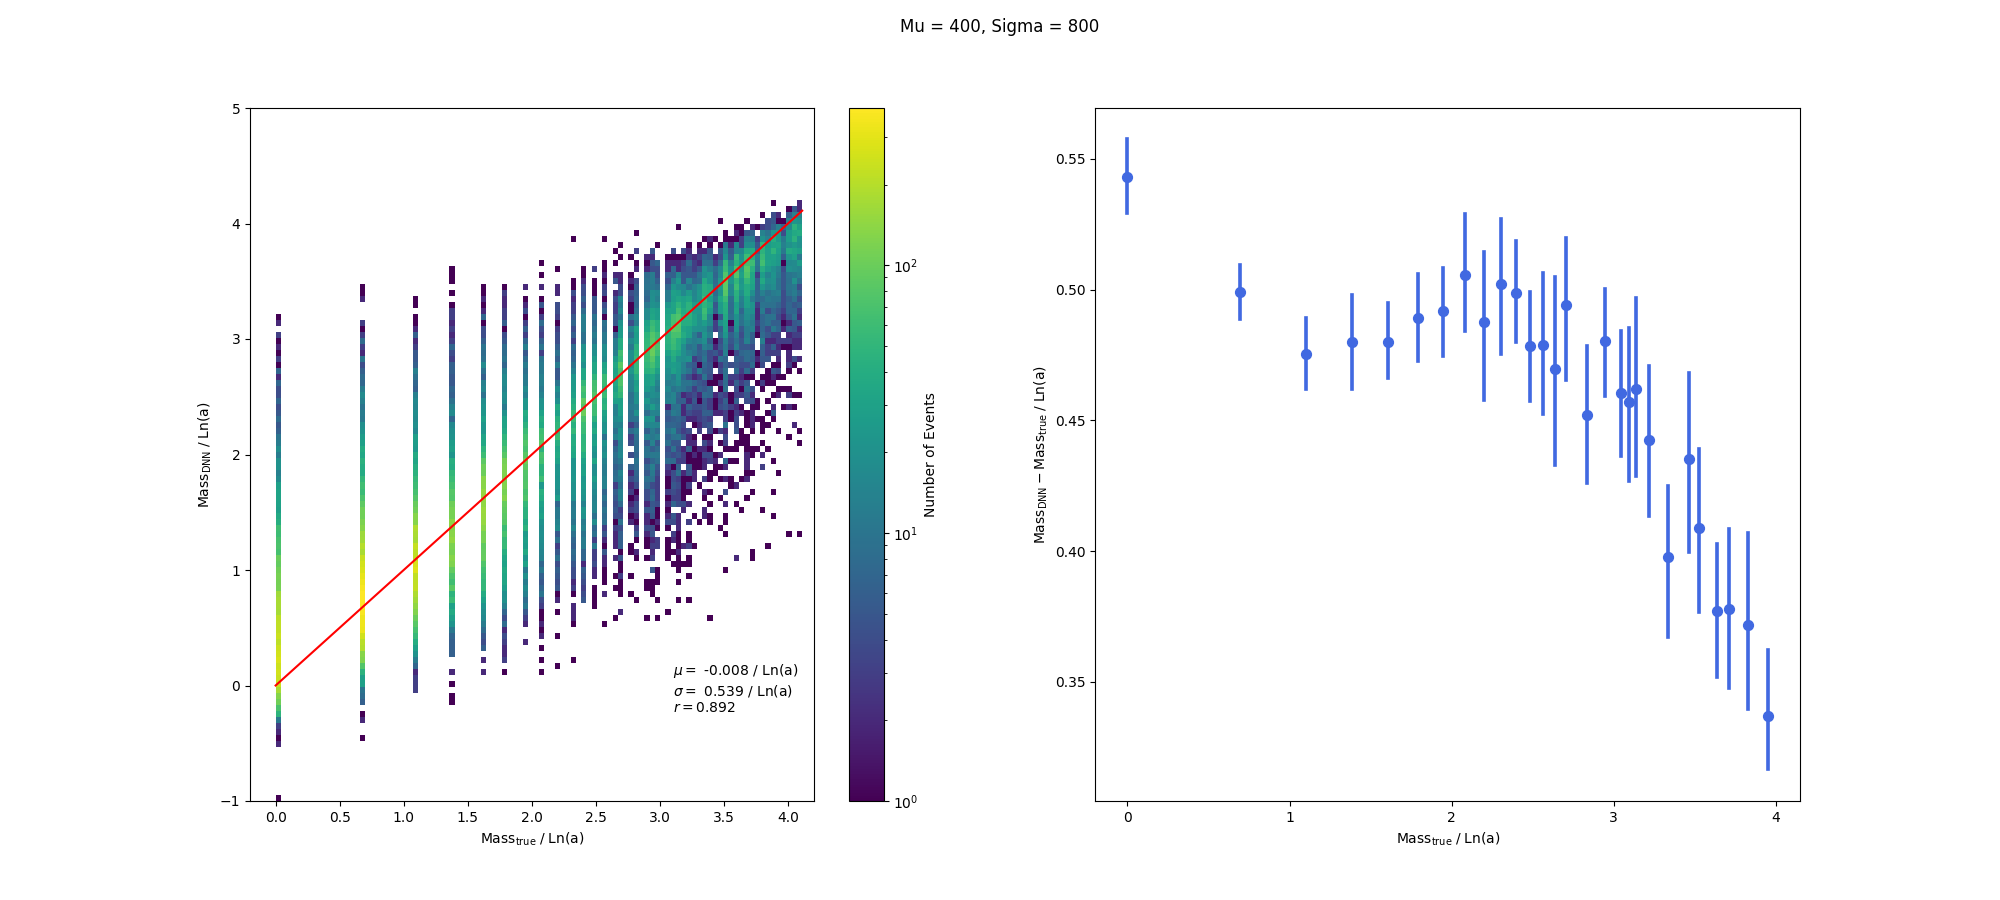 Mu = 400, Sigma = 800
5
4
3
2
1
0
−1
Mass_DNN / Ln(a)
μ = -0.008 / Ln(a)
σ = 0.539 / Ln(a)
r = 0.892
0.0 0.5 1.0 1.5 2.0 2.5 3.0 3.5 4.0
Mass_true / Ln(a)
10^2
10^1
10^0
Number of Events
0.55
0.50
0.45
0.40
0.35
Mass_DNN − Mass_true / Ln(a)
0 1 2 3 4
Mass_true / Ln(a)